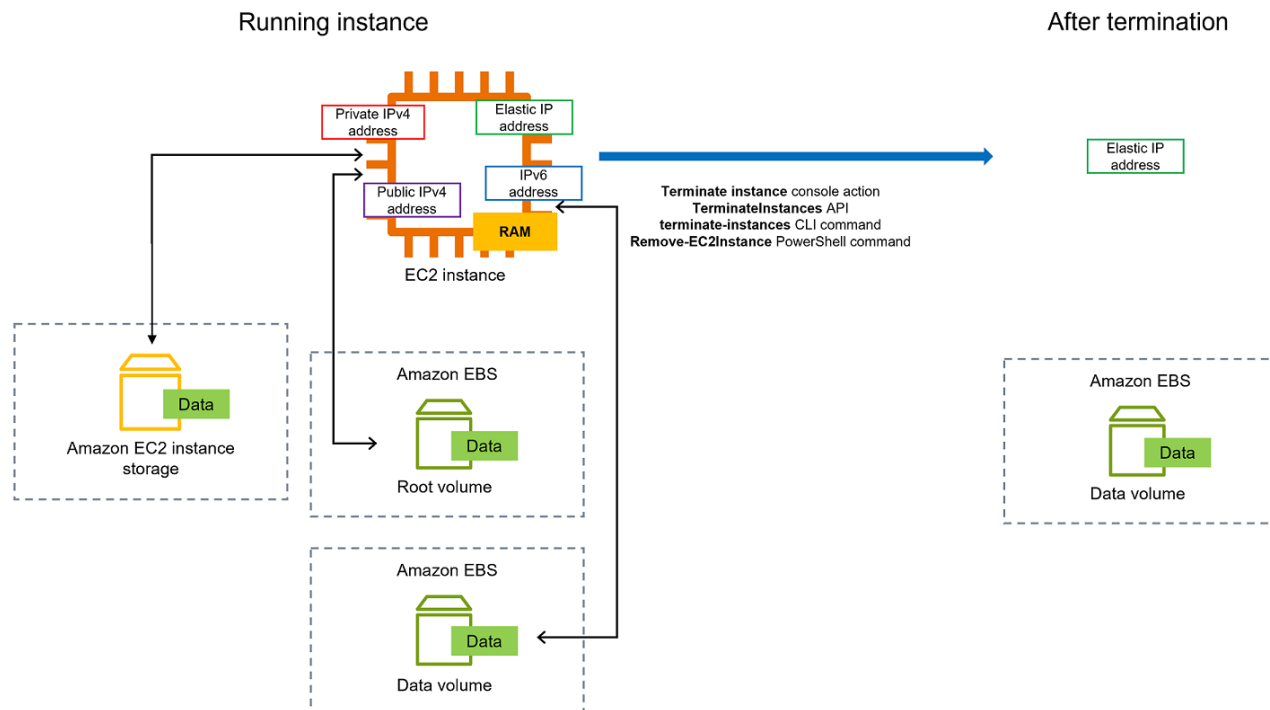 Running instance
After termination
Private IPv4
address
Elastic IP
address
Public IPv4
address
IPv6
address
RAM
EC2 instance
Terminate instance console action
TerminateInstances API
terminate-instances CLI command
Remove-EC2Instance PowerShell command
Elastic IP
address
Data
Amazon EC2 instance
storage
Amazon EBS
Data
Root volume
Amazon EBS
Data
Data volume
Amazon EBS
Data
Data volume